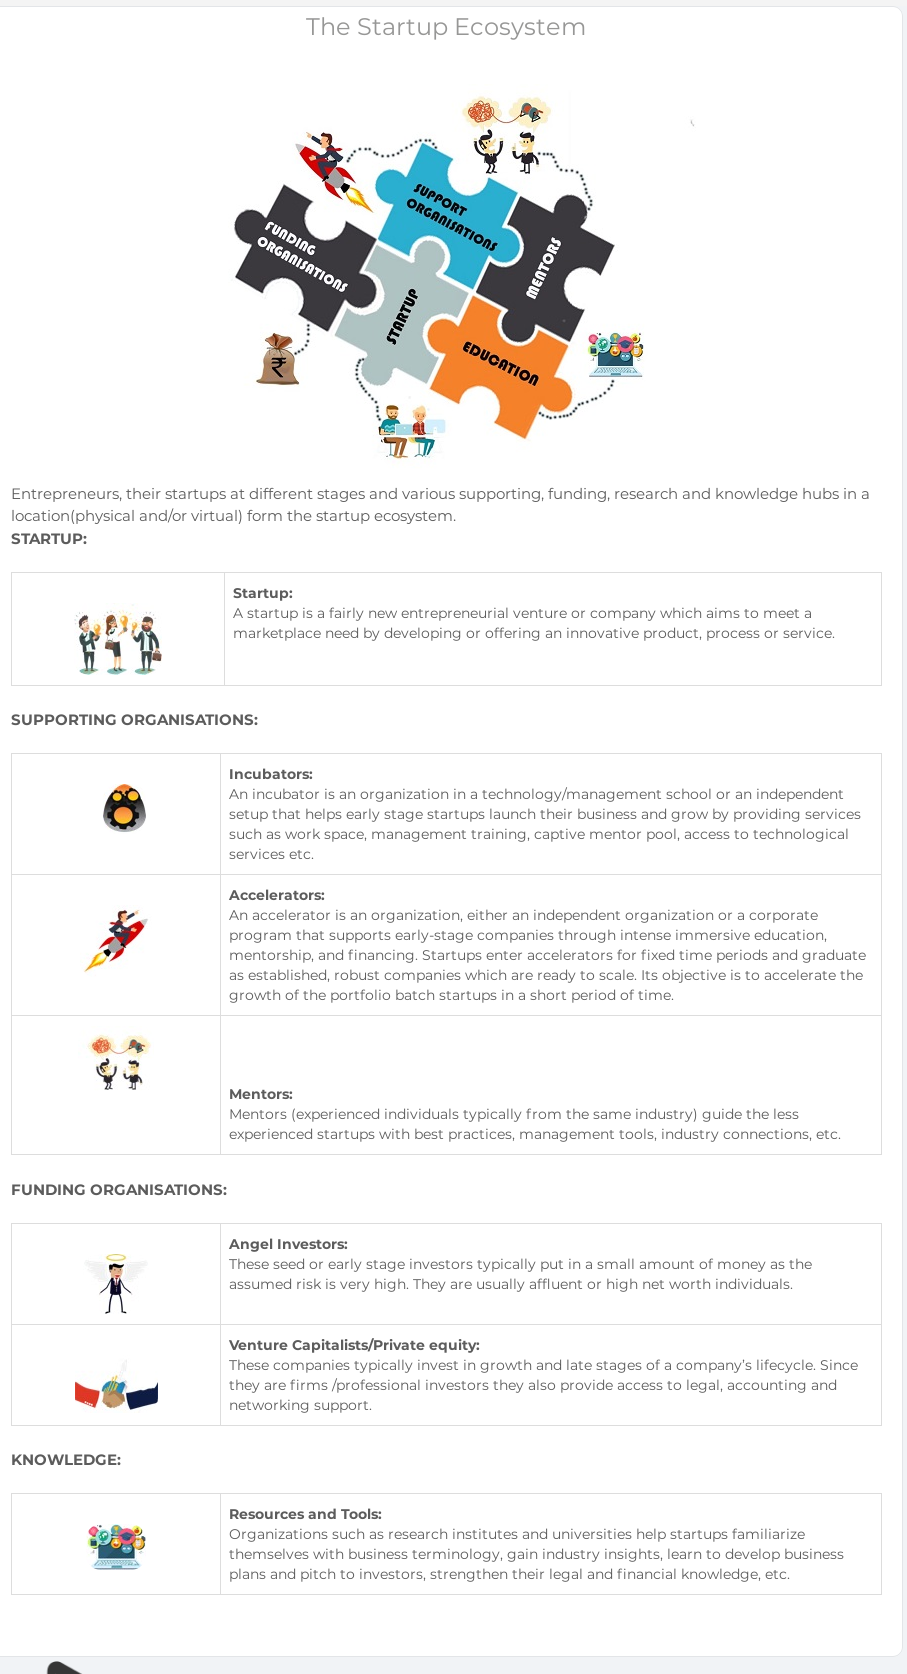 The Startup Ecosystem
SUPPORT
ORGANISATIONS
FUNDING
ORGANISATIONS
MENTORS
STARTUP
EDUCATION
₹
Entrepreneurs, their startups at different stages and various supporting, funding, research and knowledge hubs in a
location(physical and/or virtual) form the startup ecosystem.
STARTUP:
Startup:
A startup is a fairly new entrepreneurial venture or company which aims to meet a
marketplace need by developing or offering an innovative product, process or service.
SUPPORTING ORGANISATIONS:
Incubators:
An incubator is an organization in a technology/management school or an independent
setup that helps early stage startups launch their business and grow by providing services
such as work space, management training, captive mentor pool, access to technological
services etc.
Accelerators:
An accelerator is an organization, either an independent organization or a corporate
program that supports early-stage companies through intense immersive education,
mentorship, and financing. Startups enter accelerators for fixed time periods and graduate
as established, robust companies which are ready to scale. Its objective is to accelerate the
growth of the portfolio batch startups in a short period of time.
Mentors:
Mentors (experienced individuals typically from the same industry) guide the less
experienced startups with best practices, management tools, industry connections, etc.
FUNDING ORGANISATIONS:
Angel Investors:
These seed or early stage investors typically put in a small amount of money as the
assumed risk is very high. They are usually affluent or high net worth individuals.
Venture Capitalists/Private equity:
These companies typically invest in growth and late stages of a company’s lifecycle. Since
they are firms /professional investors they also provide access to legal, accounting and
networking support.
KNOWLEDGE:
Resources and Tools:
Organizations such as research institutes and universities help startups familiarize
themselves with business terminology, gain industry insights, learn to develop business
plans and pitch to investors, strengthen their legal and financial knowledge, etc.